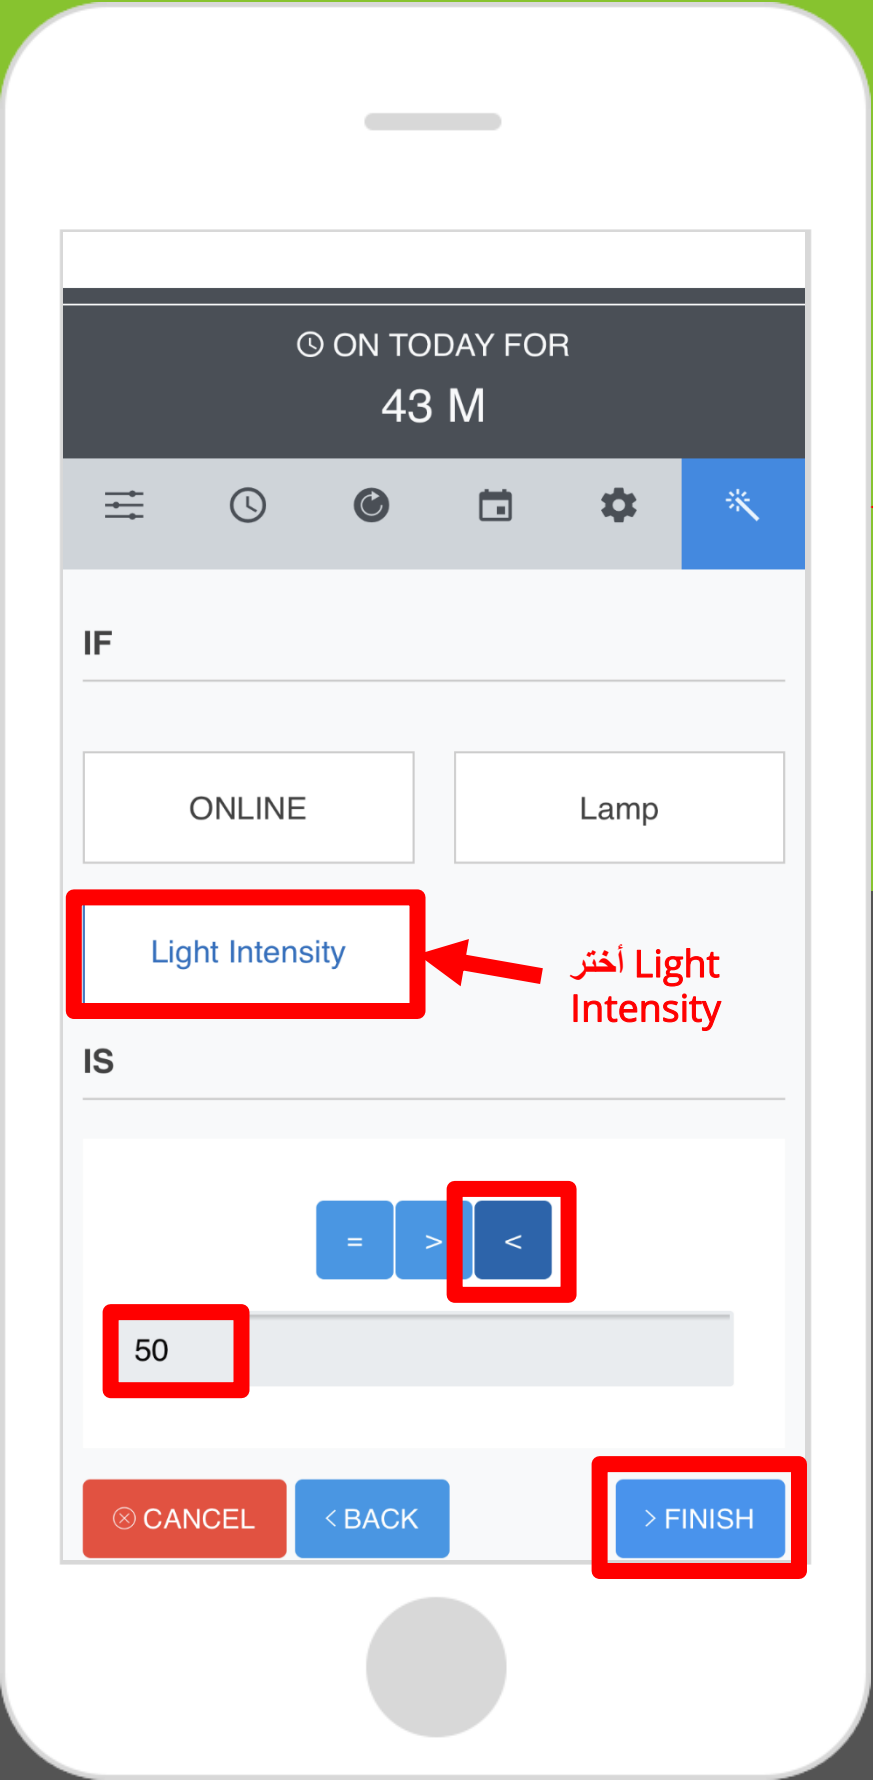 ON TODAY FOR
43 M
IF
ONLINE
Lamp
Light Intensity
أختر Light
Intensity
IS
=
>
<
50
CANCEL
< BACK
> FINISH